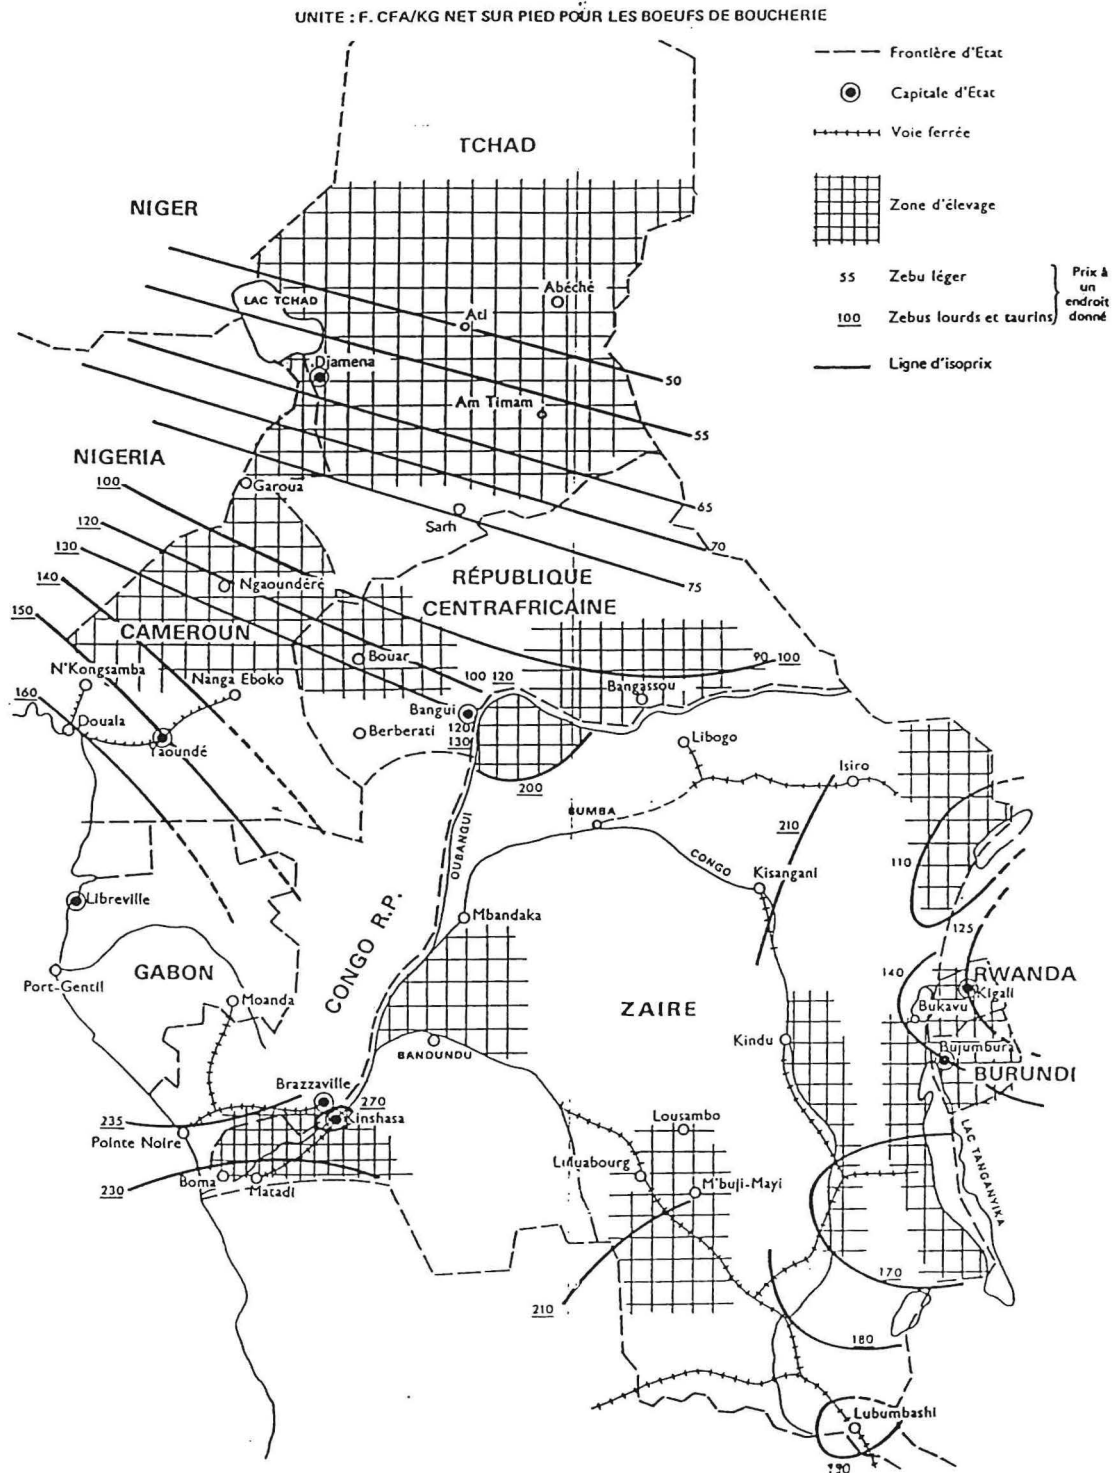 UNITE : F. CFA/KG NET SUR PIED POUR LES BOEUFS DE BOUCHERIE
Frontière d'Etat
Capitale d'Etat
Voie ferrée
Zone d'élevage
55 Zebu léger
100 Zebus lourds et taurins
Prix à
un
endroit
donné
Ligne d'isoprix
TCHAD
NIGER
LAC TCHAD
Abéché
Ati
Djamena
50
Am Timam
55
NIGERIA
100
Garoua
65
Sarh
120
70
130
75
140
Ngaoundéré
RÉPUBLIQUE
CENTRAFRICAINE
150
CAMEROUN
Bouar
90 100
N'Kongsamba
Nanga Eboko
100 120
Bangassou
160
Bangui
Douala
Yaoundé
Berberati
120
130
Libogo
Isiro
200
BUMBA
210
OUBANGUI
CONGO
110
Kisangani
Libreville
Mbandaka
125
CONGO R.P.
GABON
Port-Gentil
Moanda
ZAIRE
140
RWANDA
Kigali
Bukavu
Kindu
BANDUNDU
Bujumbura
BURUNDI
Brazzaville
270
Kinshasa
235
Pointe Noire
Lousambo
LAC TANGANYIKA
Boma
Matadi
230
M'buji-Mayi
170
210
180
Lubumbashi